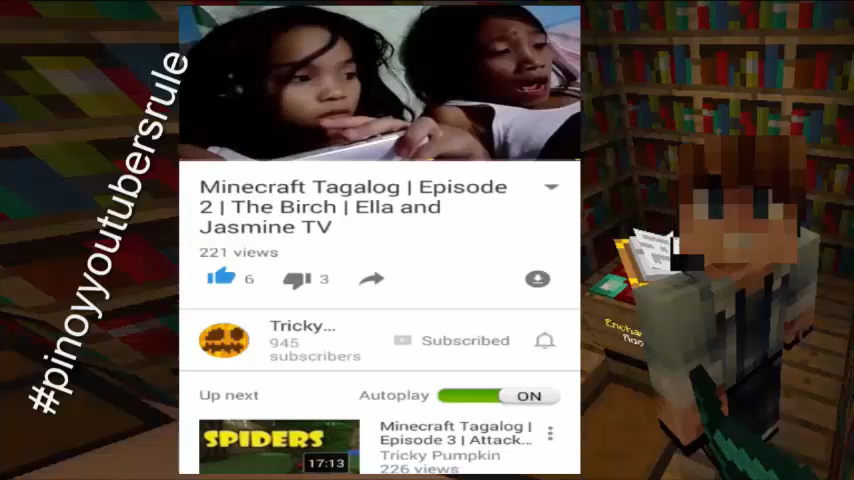 #pinoyyoutubersrule
Minecraft Tagalog | Episode
2 | The Birch | Ella and
Jasmine TV
221 views
6
3
Tricky...
945
subscribers
Subscribed
Up next
Autoplay
ON
SPIDERS
17:13
Minecraft Tagalog |
Episode 3 | Attack...
Tricky Pumpkin
226 views